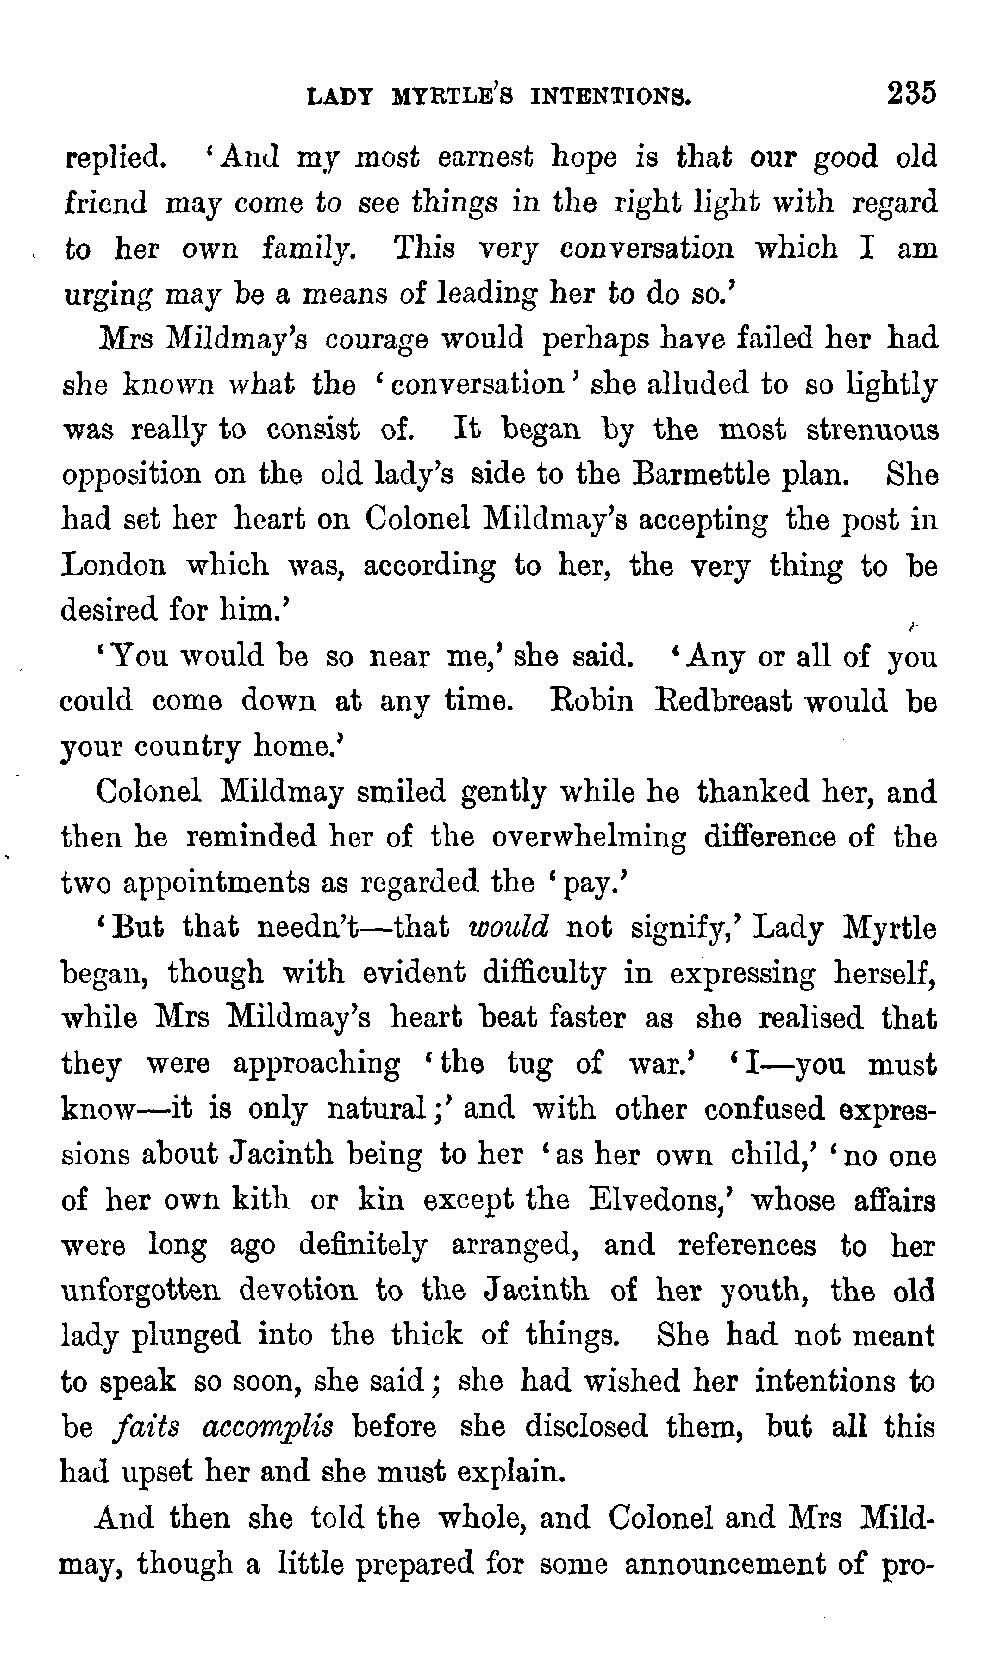 LADY MYRTLE'S INTENTIONS. 235
replied. ‘And my most earnest hope is that our good old
friend may come to see things in the right light with regard
to her own family. This very conversation which I am
urging may be a means of leading her to do so.’
Mrs Mildmay’s courage would perhaps have failed her had
she known what the ‘conversation’ she alluded to so lightly
was really to consist of. It began by the most strenuous
opposition on the old lady’s side to the Barmettle plan. She
had set her heart on Colonel Mildmay’s accepting the post in
London which was, according to her, the very thing to be
desired for him.’
‘You would be so near me,’ she said. ‘Any or all of you
could come down at any time. Robin Redbreast would be
your country home.’
Colonel Mildmay smiled gently while he thanked her, and
then he reminded her of the overwhelming difference of the
two appointments as regarded the ‘pay.’
‘But that needn’t—that would not signify,’ Lady Myrtle
began, though with evident difficulty in expressing herself,
while Mrs Mildmay’s heart beat faster as she realised that
they were approaching ‘the tug of war.’ ‘I—you must
know—it is only natural;’ and with other confused expres-
sions about Jacinth being to her ‘as her own child,’ ‘no one
of her own kith or kin except the Elvedons,’ whose affairs
were long ago definitely arranged, and references to her
unforgotten devotion to the Jacinth of her youth, the old
lady plunged into the thick of things. She had not meant
to speak so soon, she said; she had wished her intentions to
be faits accomplis before she disclosed them, but all this
had upset her and she must explain.
And then she told the whole, and Colonel and Mrs Mild-
may, though a little prepared for some announcement of pro-